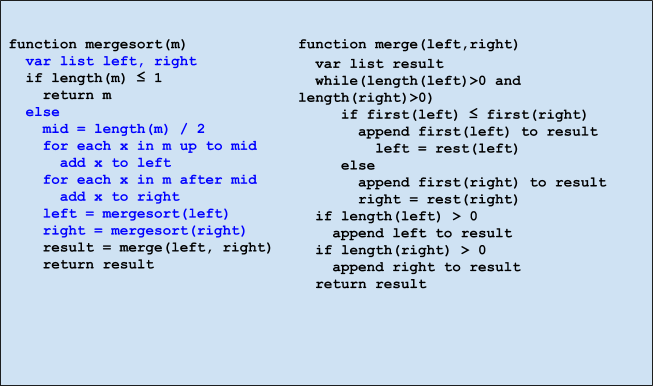 function mergesort(m)
var list left, right
if length(m) ≤ 1
return m
else
mid = length(m) / 2
for each x in m up to mid
add x to left
for each x in m after mid
add x to right
left = mergesort(left)
right = mergesort(right)
result = merge(left, right)
return result
function merge(left,right)
var list result
while(length(left)>0 and
length(right)>0)
if first(left) ≤ first(right)
append first(left) to result
left = rest(left)
else
append first(right) to result
right = rest(right)
if length(left) > 0
append left to result
if length(right) > 0
append right to result
return result